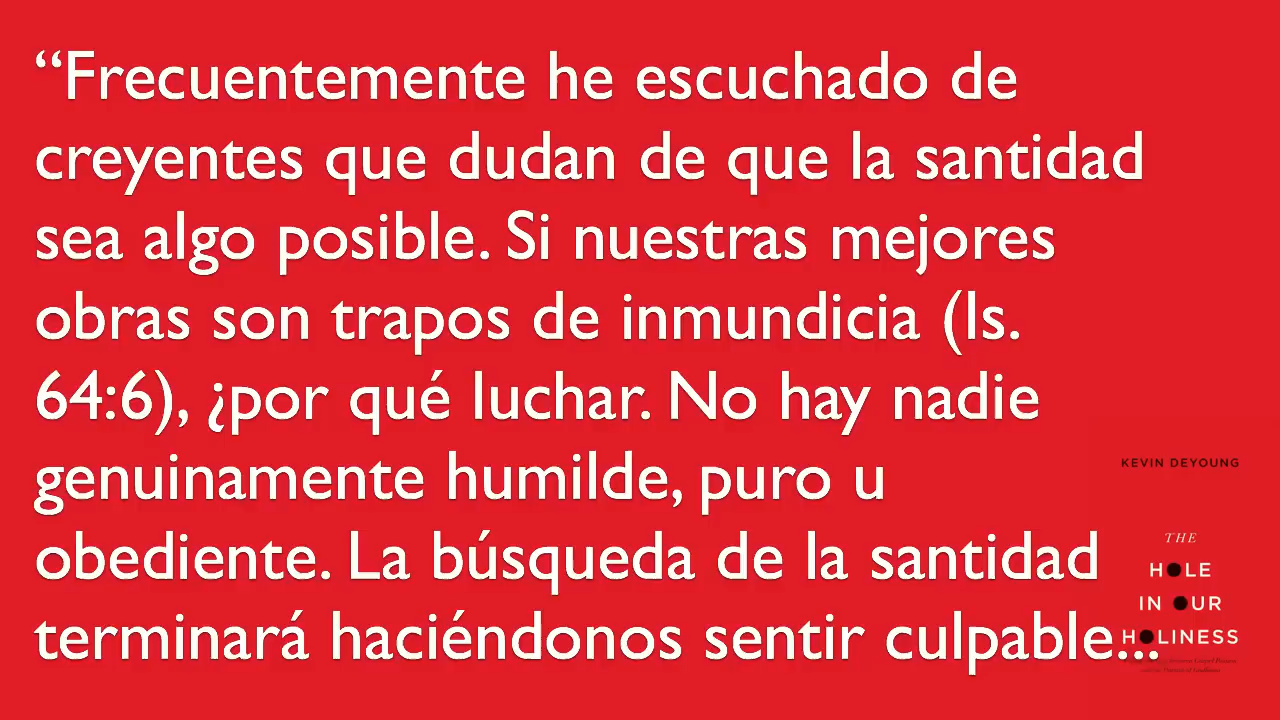 “Frecuentemente he escuchado de
creyentes que dudan de que la santidad
sea algo posible. Si nuestras mejores
obras son trapos de inmundicia (Is.
64:6), ¿por qué luchar. No hay nadie
genuinamente humilde, puro u
obediente. La búsqueda de la santidad
terminará haciéndonos sentir culpable...
KEVIN DEYOUNG
THE
HOLE
IN OUR
HOLINESS